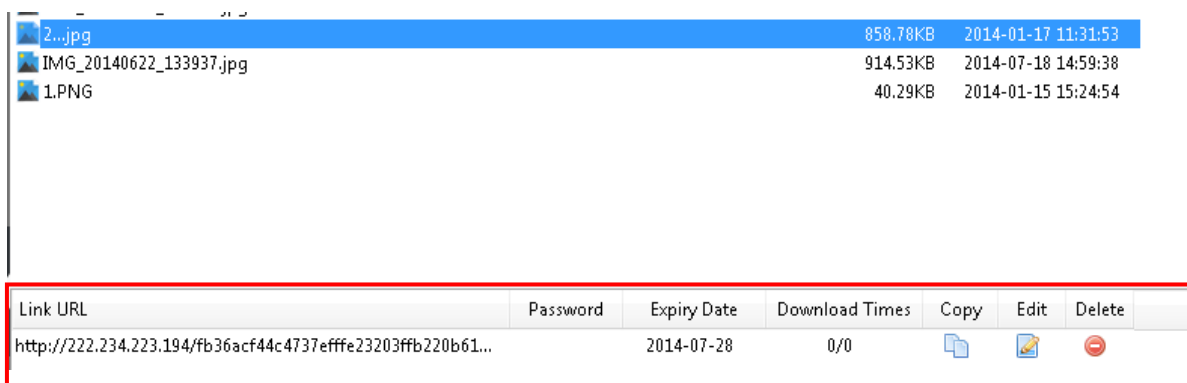 2...jpg 858.78KB 2014-01-17 11:31:53
IMG_20140622_133937.jpg 914.53KB 2014-07-18 14:59:38
1.PNG 40.29KB 2014-01-15 15:24:54
Link URL Password Expiry Date Download Times Copy Edit Delete
http://222.234.223.194/fb36acf44c4737efffe23203ffb220b61... 2014-07-28 0/0